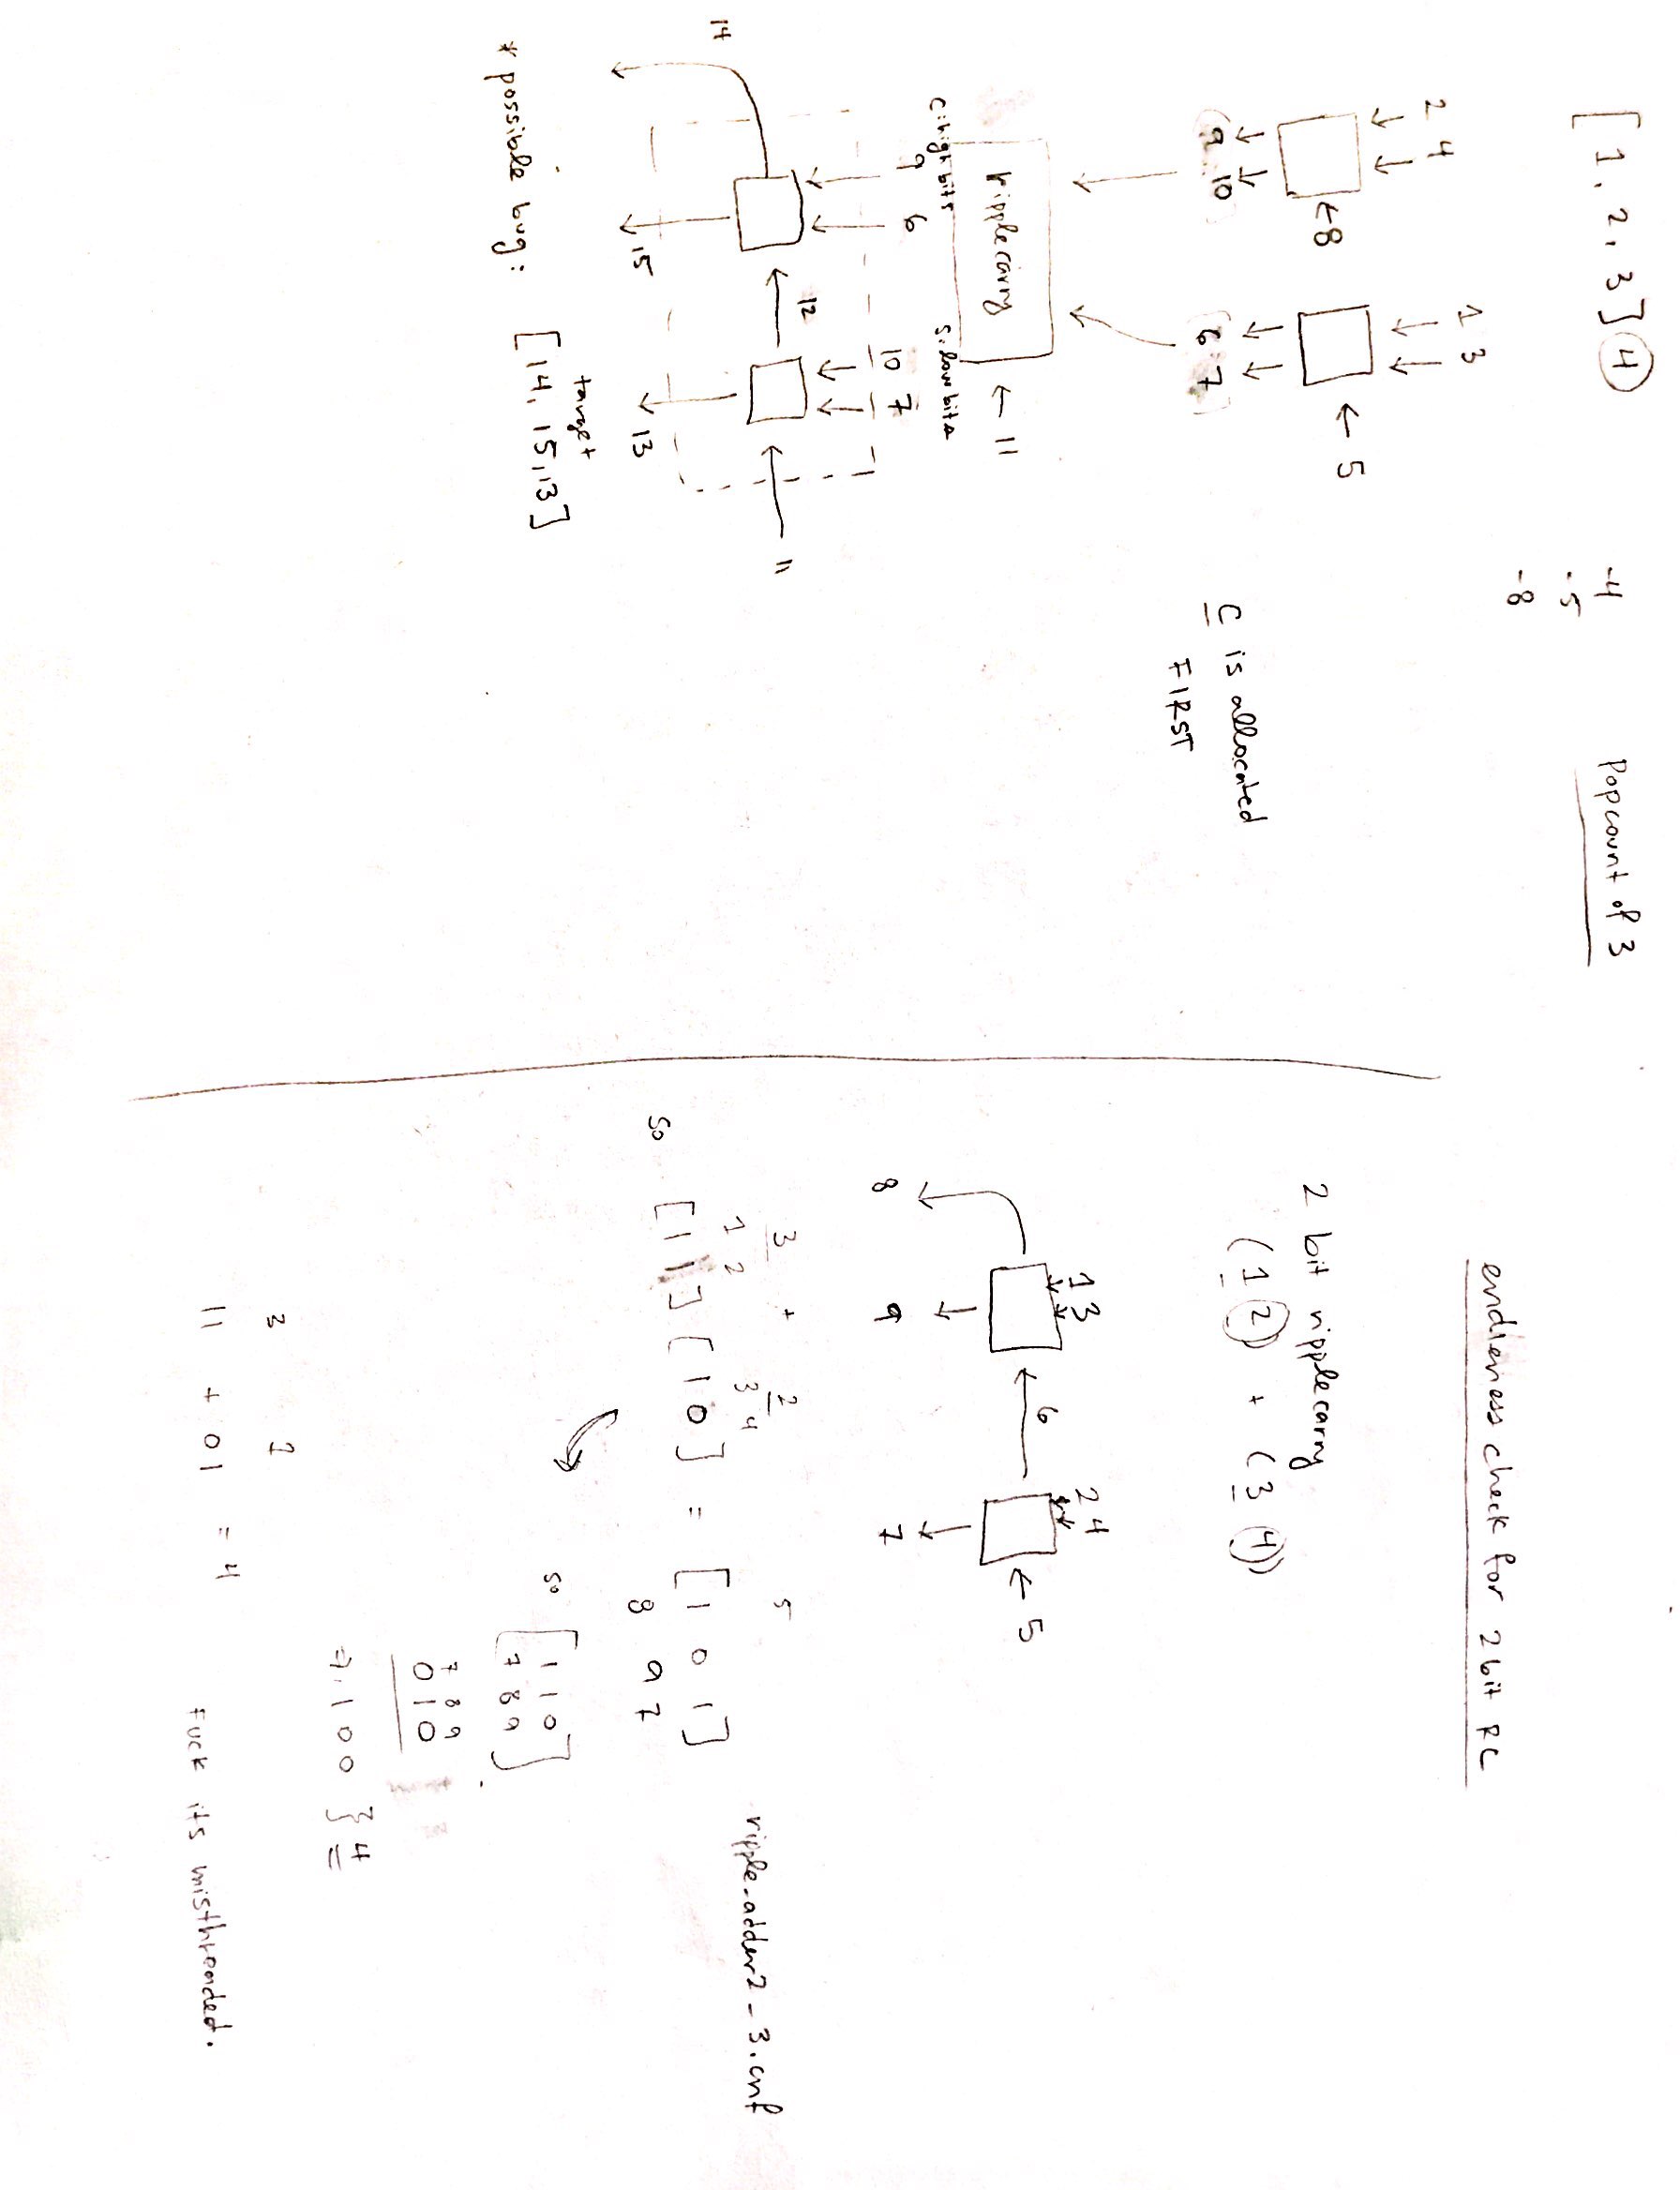 Popcount of 3
[1, 2, 3] 4
-4
-5
-8
2 4
1 3
←8
← 5
9 10
6 7
C is allocated
FIRST
ripplecarry
← 11
C: high bits
S: low bits
9 6
10 7
12
11
14
15
13
* possible bug: [14, 15, 13]
target
endieness check for 2bit RC
2 bit ripplecarry
(1 2) + (3 4)
1 3
2 4
6
← 5
8
9
7
ripple-adder2-3.cnf
3 + 2 5
1 2 3 4
so [1 1] [1 0] = [1 0 1]
8 9 7
so [1 1 0]
7 8 9
7 8 9
0 1 0
⇒ 1 0 0 } 4
3 1
11 + 01 = 4
Fuck its misthreaded.